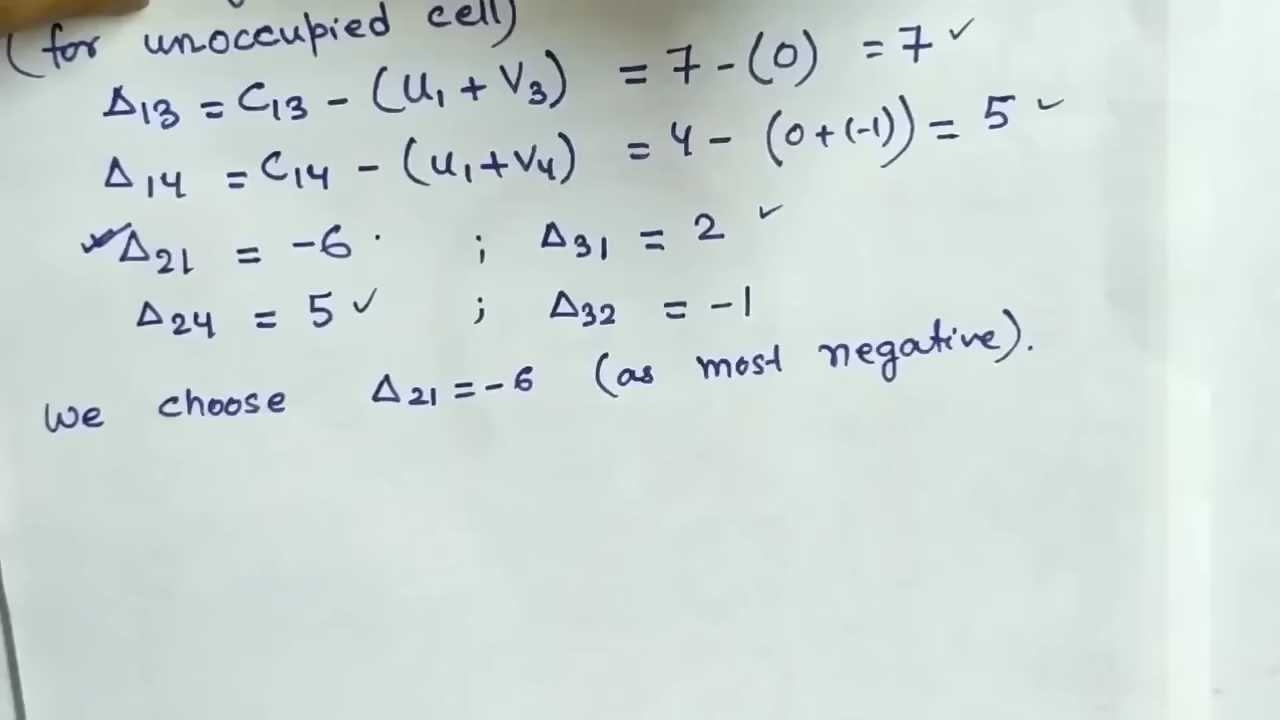 (for unoccupied cell)
Δ13 = C13 - (u1 + v3) = 7 - (0) = 7 ✓
Δ14 = C14 - (u1 + v4) = 4 - (0 + (-1)) = 5 ✓
Δ21 = -6 ; Δ31 = 2 ✓
Δ24 = 5 ✓ ; Δ32 = -1
We choose Δ21 = -6 (as most negative).